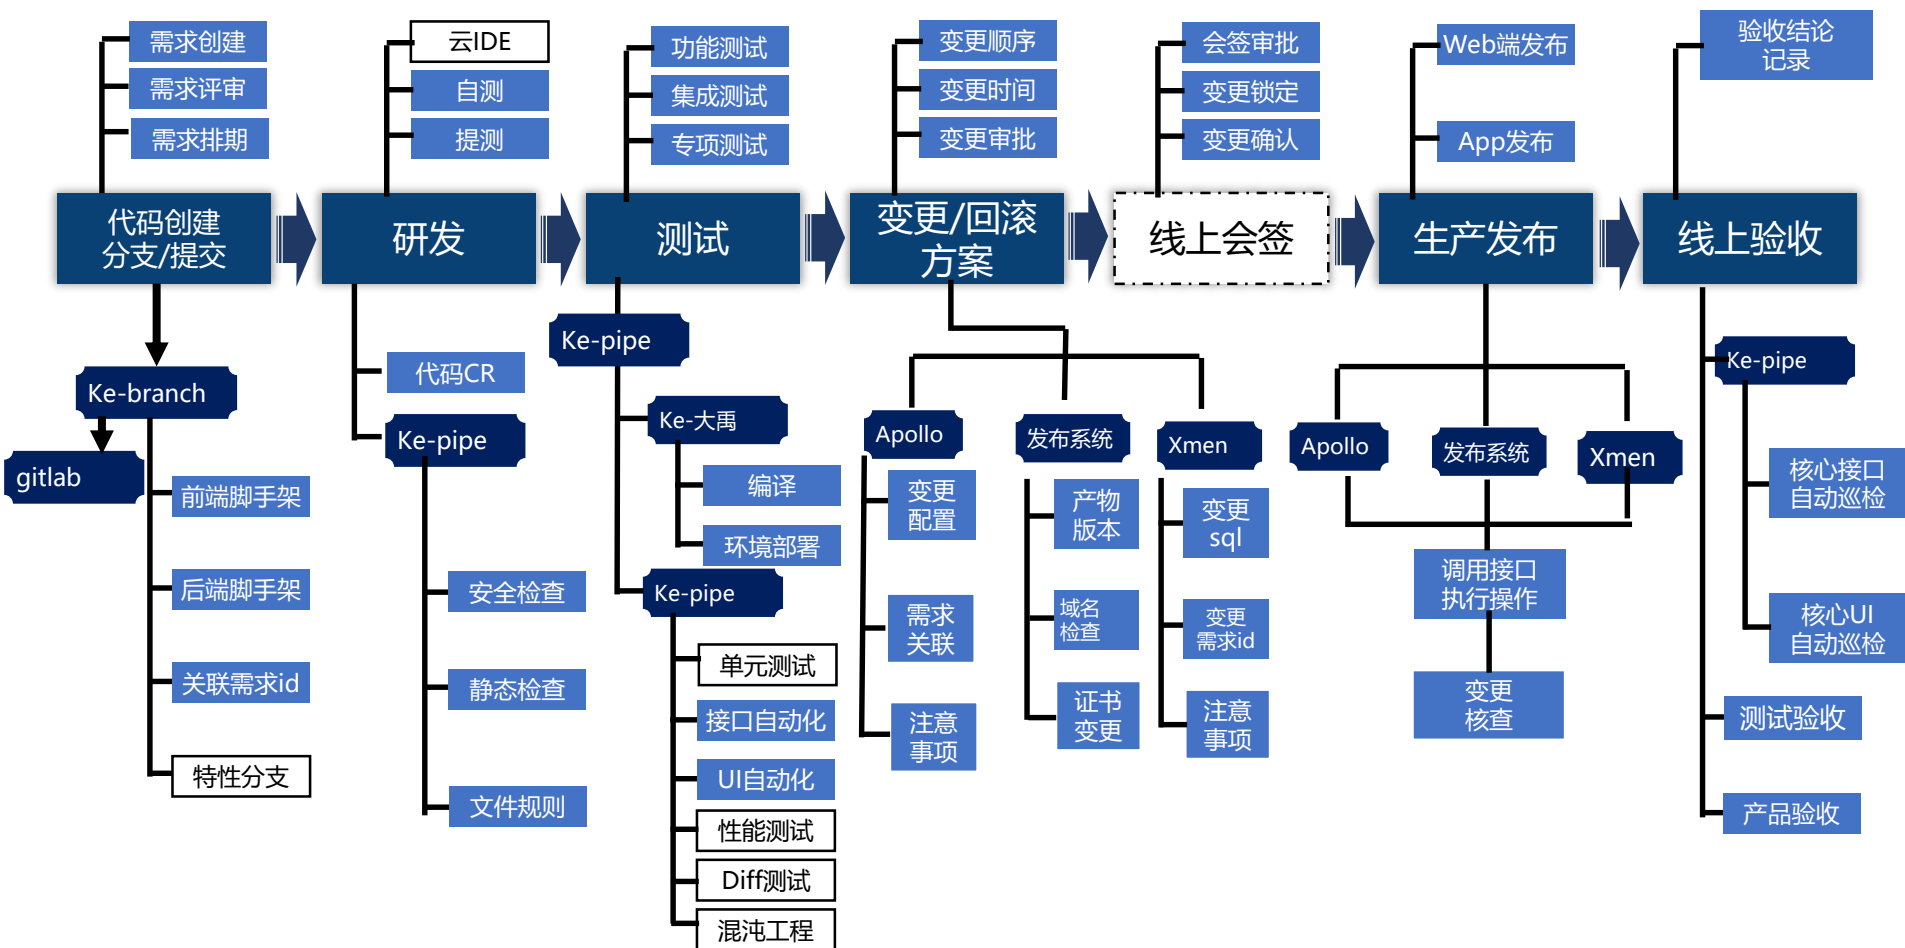 需求创建
需求评审
需求排期
云IDE
自测
提测
功能测试
集成测试
专项测试
变更顺序
变更时间
变更审批
会签审批
变更锁定
变更确认
Web端发布
App发布
验收结论
记录
代码创建
分支/提交
研发
测试
变更/回滚
方案
线上会签
生产发布
线上验收
Ke-branch
gitlab
前端脚手架
后端脚手架
关联需求id
特性分支
代码CR
Ke-pipe
安全检查
静态检查
文件规则
Ke-pipe
Ke-大禹
编译
环境部署
Ke-pipe
单元测试
接口自动化
UI自动化
性能测试
Diff测试
混沌工程
Apollo
变更
配置
需求
关联
注意
事项
发布系统
产物
版本
域名
检查
证书
变更
Xmen
变更
sql
变更
需求id
注意
事项
Apollo
发布系统
Xmen
调用接口
执行操作
变更
核查
Ke-pipe
核心接口
自动巡检
核心UI
自动巡检
测试验收
产品验收